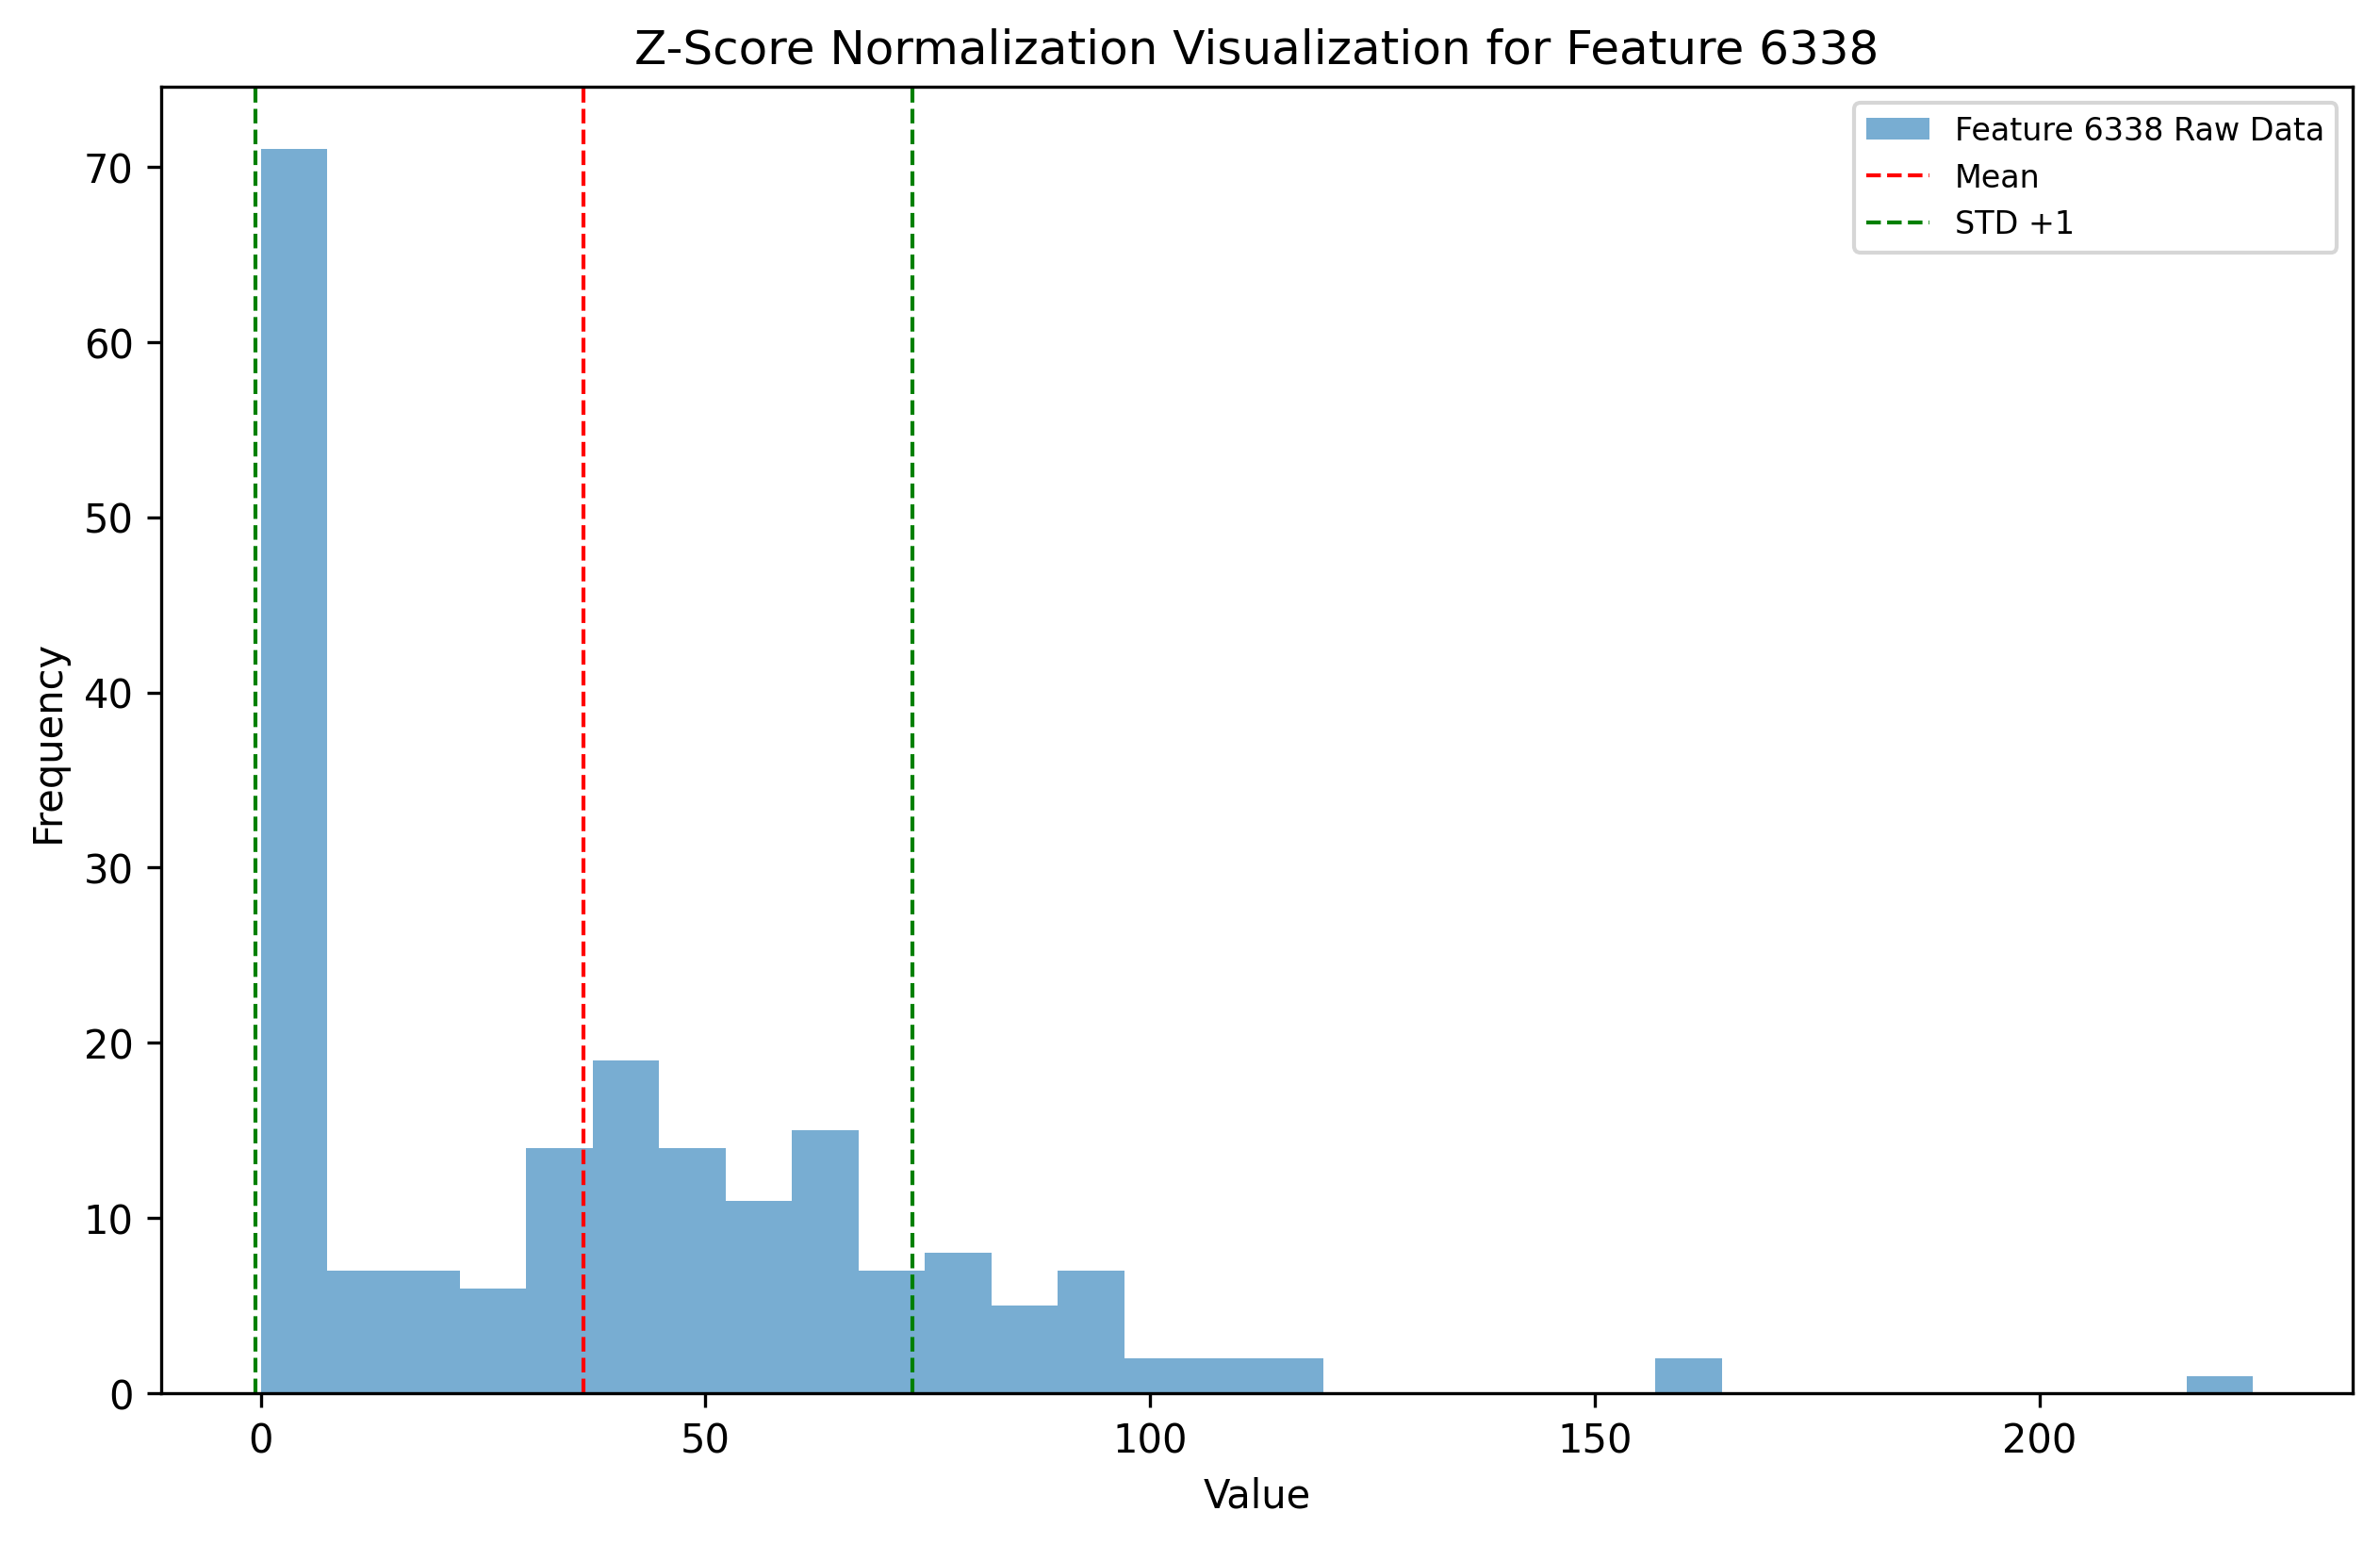 Z-Score Normalization Visualization for Feature 6338
Feature 6338 Raw Data
Mean
STD +1
Frequency
70
60
50
40
30
20
10
0
0 50 100 150 200
Value